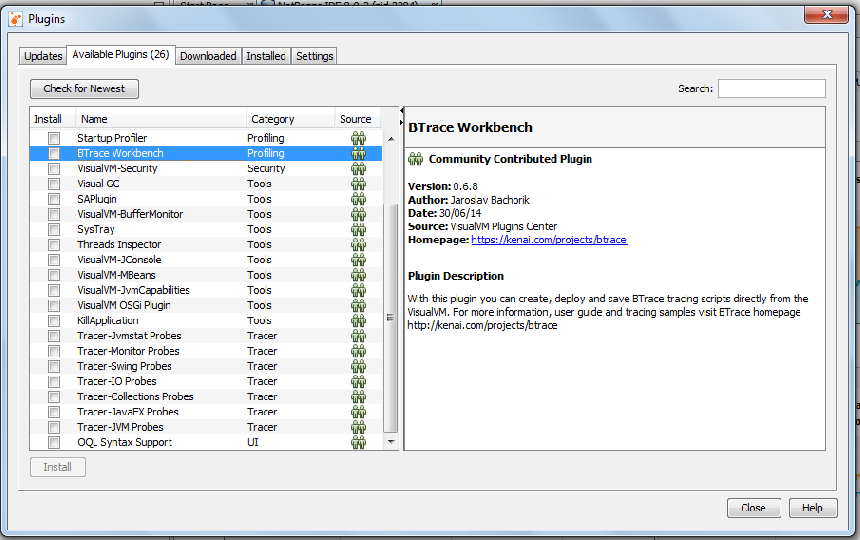 Start Page
Plugins
Updates Available Plugins (26) Downloaded Installed Settings
Check for Newest Search:
Install Name Category Source
Startup Profiler Profiling
BTrace Workbench Profiling
VisualVM-Security Security
Visual GC Tools
SAPlugin Tools
VisualVM-BufferMonitor Tools
SysTray Tools
Threads Inspector Tools
VisualVM-JConsole Tools
VisualVM-MBeans Tools
VisualVM-JvmCapabilities Tools
VisualVM OSGi Plugin Tools
KillApplication Tools
Tracer-Jvmstat Probes Tracer
Tracer-Monitor Probes Tracer
Tracer-Swing Probes Tracer
Tracer-IO Probes Tracer
Tracer-Collections Probes Tracer
Tracer-JavaFX Probes Tracer
Tracer-JVM Probes Tracer
OQL Syntax Support UI
BTrace Workbench
Community Contributed Plugin
Version: 0.6.8
Author: Jaroslav Bachorik
Date: 30/06/14
Source: VisualVM Plugins Center
Homepage: https://kenai.com/projects/btrace
Plugin Description
With this plugin you can create, deploy and save BTrace tracing scripts directly from the
VisualVM. For more information, user guide and tracing samples visit BTrace homepage
http://kenai.com/projects/btrace
Install
Close Help